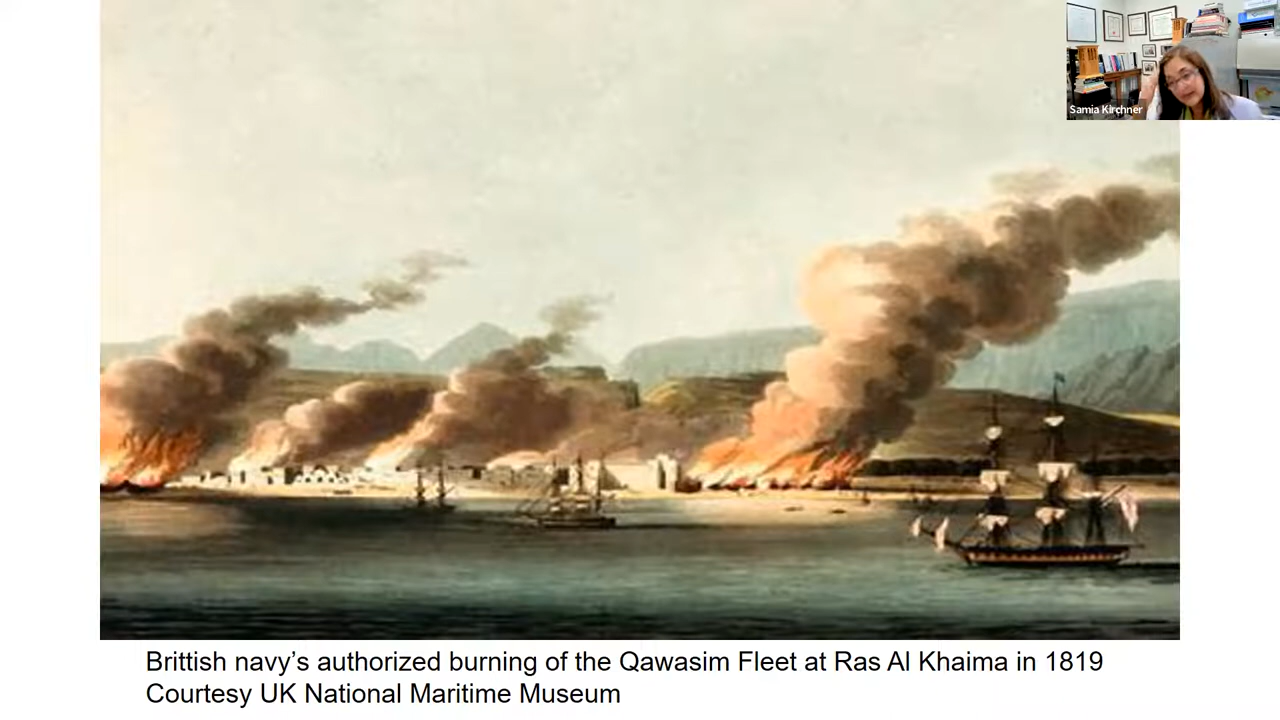 Samia Kirchner
Brittish navy's authorized burning of the Qawasim Fleet at Ras Al Khaima in 1819
Courtesy UK National Maritime Museum